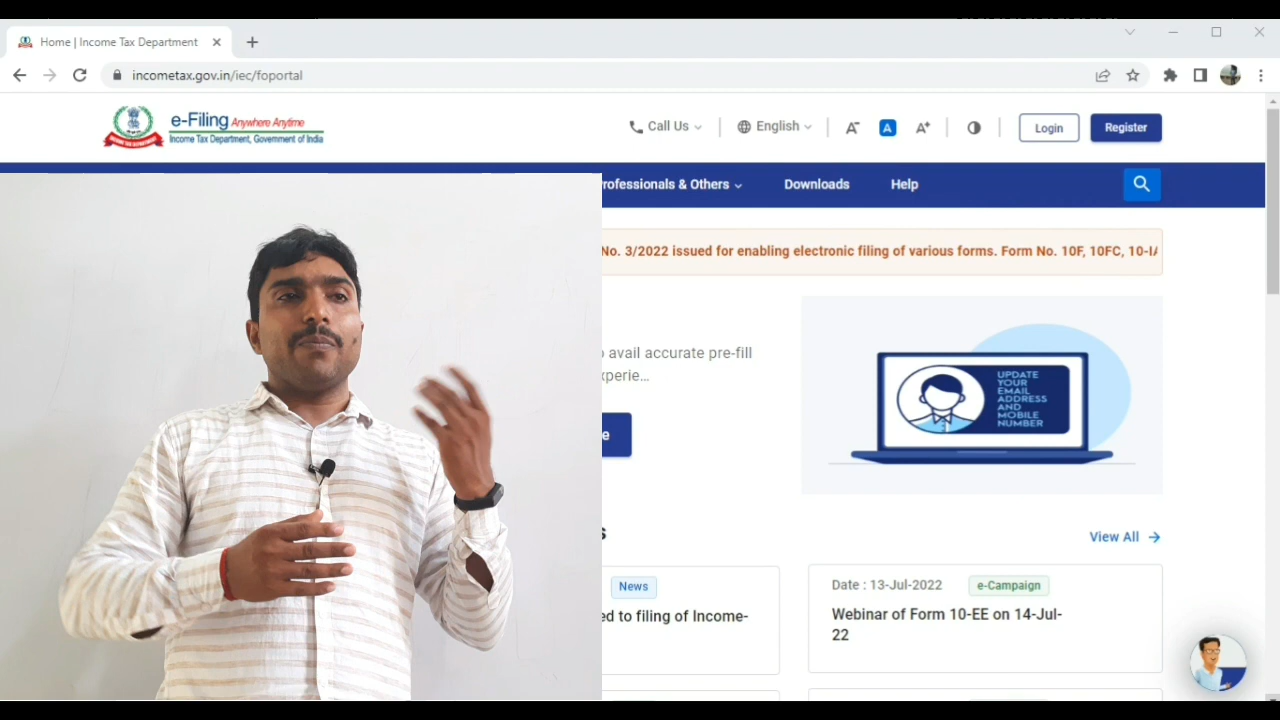 Home | Income Tax Department
incometax.gov.in/iec/foportal
e-Filing Anywhere Anytime
Income Tax Department, Government of India
Call Us
English
A-
A
A+
Login
Register
rofessionals & Others
Downloads
Help
No. 3/2022 issued for enabling electronic filing of various forms. Form No. 10F, 10FC, 10-IA
avail accurate pre-fill
xperie...
e
UPDATE
YOUR
EMAIL
ADDRESS
AND
MOBILE
NUMBER
s
View All
News
ed to filing of Income-
Date : 13-Jul-2022
e-Campaign
Webinar of Form 10-EE on 14-Jul-
22